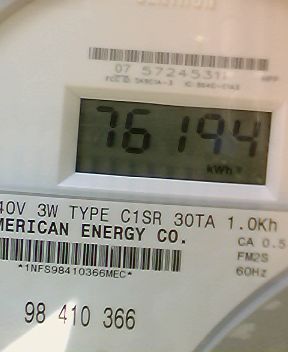 07 5724531
76194
kWh
40V 3W TYPE C1SR 30TA 1.0Kh
MERICAN ENERGY CO.
CA 0.5
FM2S
60Hz
*1NFS98410366MEC*
98 410 366